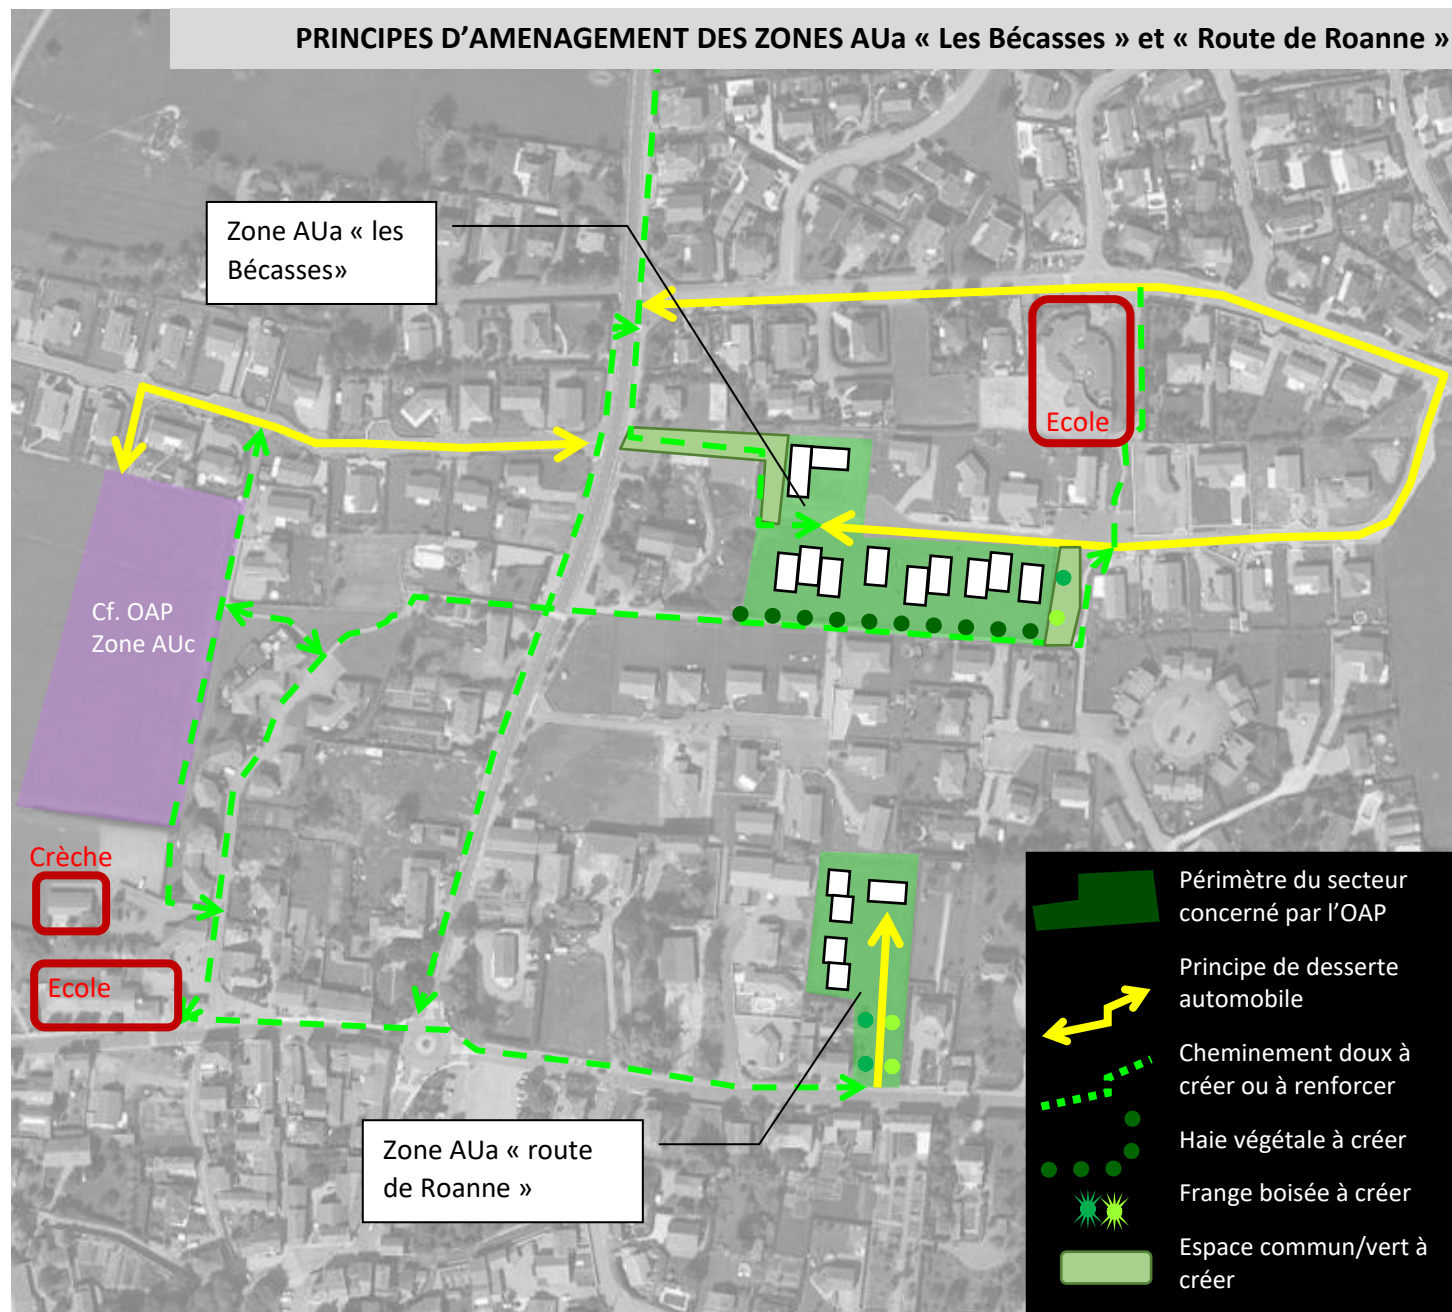 PRINCIPES D’AMENAGEMENT DES ZONES AUa « Les Bécasses » et « Route de Roanne »
Zone AUa « les
Bécasses»
Ecole
Cf. OAP
Zone AUc
Crèche
Ecole
Zone AUa « route
de Roanne »
Périmètre du secteur
concerné par l’OAP
Principe de desserte
automobile
Cheminement doux à
créer ou à renforcer
Haie végétale à créer
Frange boisée à créer
Espace commun/vert à
créer